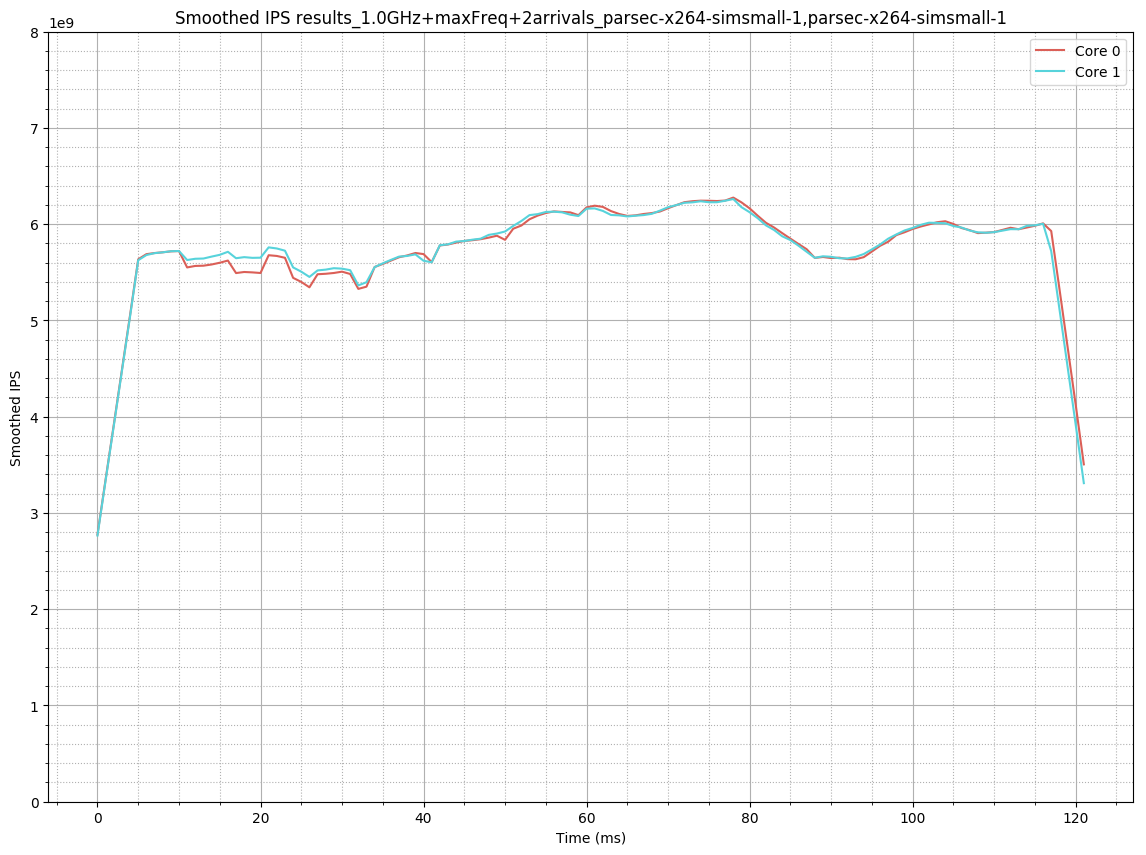 Smoothed IPS results_1.0GHz+maxFreq+2arrivals_parsec-x264-simsmall-1,parsec-x264-simsmall-1
1e9
Core 0
Core 1
8
7
6
5
4
3
2
1
0
Smoothed IPS
0 20 40 60 80 100 120
Time (ms)